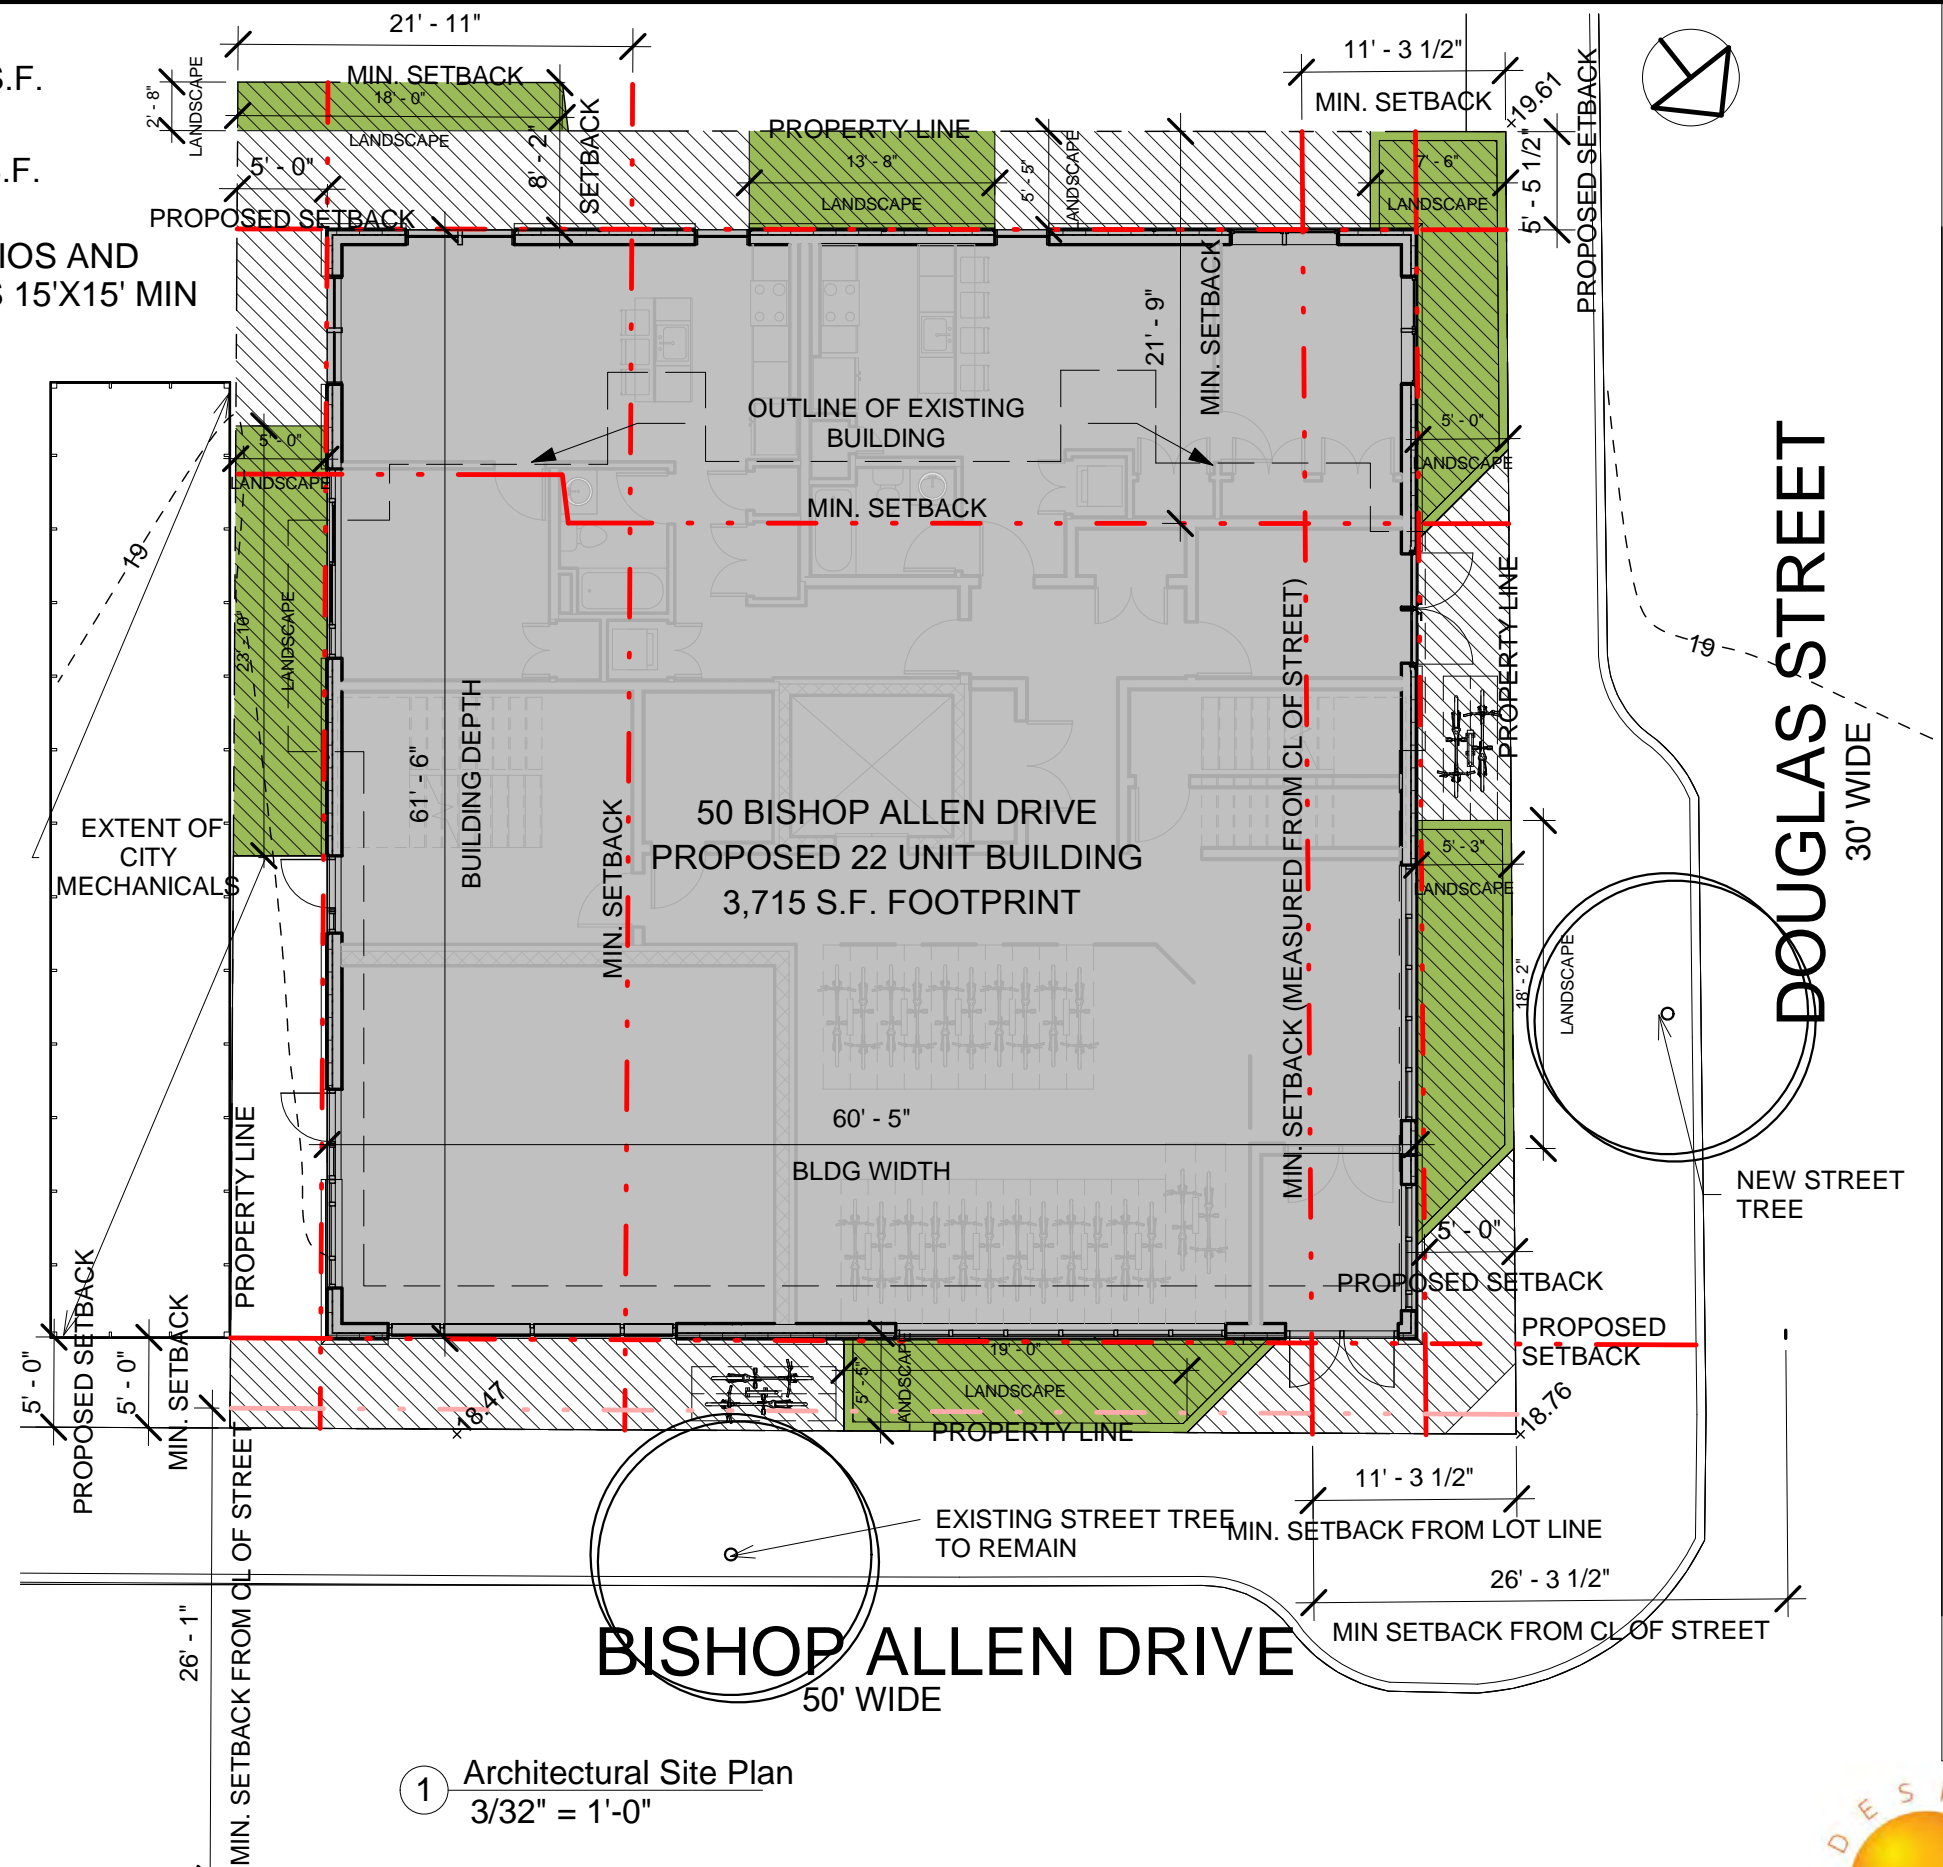 21' - 11"
11' - 3 1/2"
S.F.
MIN. SETBACK
MIN. SETBACK
×19.61
2' - 8"
LANDSCAPE
18' - 0"
LANDSCAPE
PROPERTY LINE
PROPOSED SETBACK
S.F.
5' - 0"
8' - 2"
SETBACK
13' - 8"
LANDSCAPE
5' - 5"
LANDSCAPE
7' - 6"
LANDSCAPE
5' - 5 1/2"
PROPOSED SETBACK
IOS AND
S 15'X15' MIN
21' - 9"
MIN. SETBACK
OUTLINE OF EXISTING
BUILDING
5' - 0"
LANDSCAPE
5' - 0"
LANDSCAPE
MIN. SETBACK
19
23' - 10"
LANDSCAPE
PROPERTY LINE
19
DOUGLAS STREET
30' WIDE
61' - 6"
BUILDING DEPTH
MIN. SETBACK
MIN. SETBACK (MEASURED FROM CL OF STREET)
50 BISHOP ALLEN DRIVE
PROPOSED 22 UNIT BUILDING
3,715 S.F. FOOTPRINT
EXTENT OF
CITY
MECHANICALS
5' - 3"
LANDSCAPE
18' - 2"
LANDSCAPE
60' - 5"
BLDG WIDTH
NEW STREET
TREE
PROPERTY LINE
5' - 0"
PROPOSED SETBACK
PROPOSED
SETBACK
5' - 0"
PROPOSED SETBACK
5' - 0"
MIN. SETBACK
×18.47
5' - 5"
LANDSCAPE
19' - 0"
LANDSCAPE
PROPERTY LINE
×18.76
11' - 3 1/2"
MIN. SETBACK FROM LOT LINE
EXISTING STREET TREE
TO REMAIN
26' - 3 1/2"
MIN SETBACK FROM CL OF STREET
26' - 1"
MIN. SETBACK FROM CL OF STREET
BISHOP ALLEN DRIVE
50' WIDE
1
Architectural Site Plan
3/32" = 1'-0"
D E S